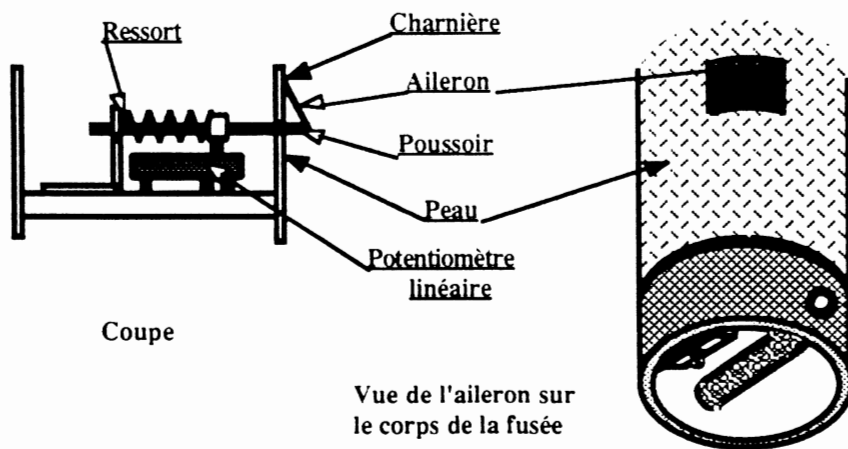 Ressort
Charnière
Aileron
Poussoir
Peau
Potentiomètre
linéaire
Coupe
Vue de l'aileron sur
le corps de la fusée